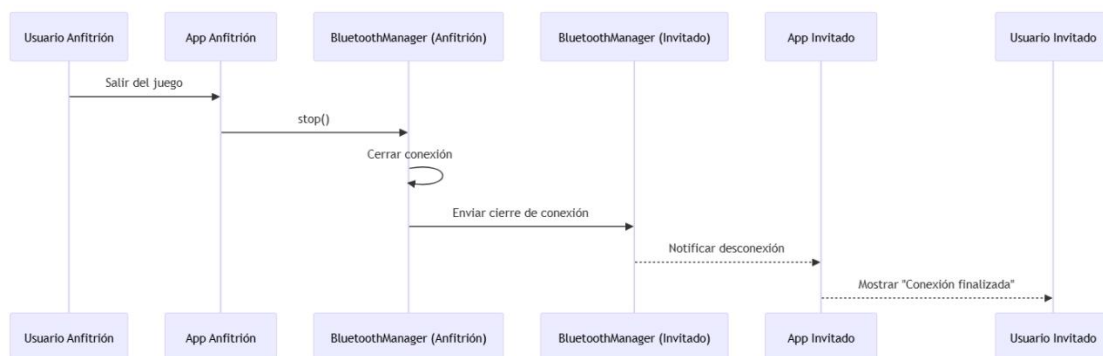 Usuario Anfitrión
App Anfitrión
BluetoothManager (Anfitrión)
BluetoothManager (Invitado)
App Invitado
Usuario Invitado
Salir del juego
stop()
Cerrar conexión
Enviar cierre de conexión
Notificar desconexión
Mostrar "Conexión finalizada"
Usuario Anfitrión
App Anfitrión
BluetoothManager (Anfitrión)
BluetoothManager (Invitado)
App Invitado
Usuario Invitado